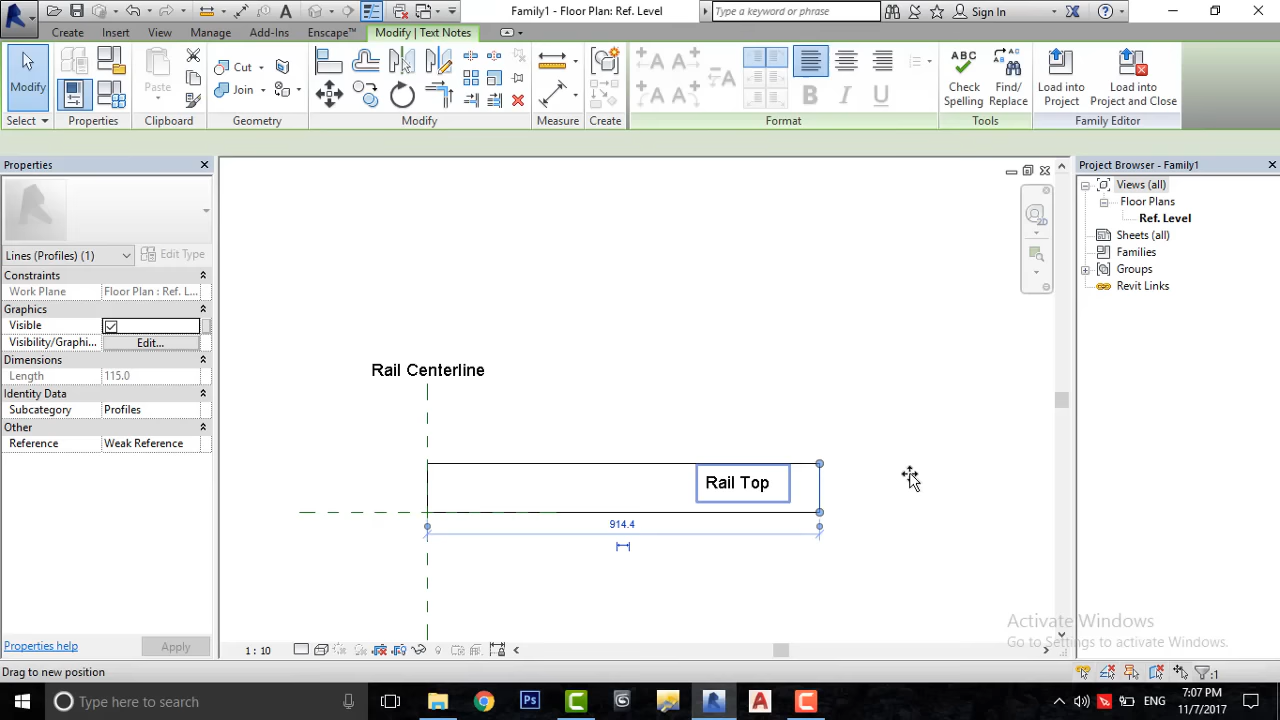 Family1 - Floor Plan: Ref. Level
Type a keyword or phrase
Sign In
Create
Insert
View
Manage
Add-Ins
Enscape™
Modify | Text Notes
Modify
Paste
Cut
Join
Check
Spelling
Find/
Replace
Load into
Project
Load into
Project and Close
Select
Properties
Clipboard
Geometry
Modify
Measure
Create
Format
Tools
Family Editor
Properties
Lines (Profiles) (1)
Edit Type
Constraints
Work Plane
Floor Plan : Ref. L...
Graphics
Visible
Visibility/Graphi...
Edit...
Dimensions
Length
115.0
Identity Data
Subcategory
Profiles
Other
Reference
Weak Reference
Properties help
Apply
Rail Centerline
Rail Top
914.4
2D
Project Browser - Family1
Views (all)
Floor Plans
Ref. Level
Sheets (all)
Families
Groups
Revit Links
Activate Windows
Go to Settings to activate Windows.
1 : 10
Drag to new position
:1
Type here to search
ENG
7:07 PM
11/7/2017